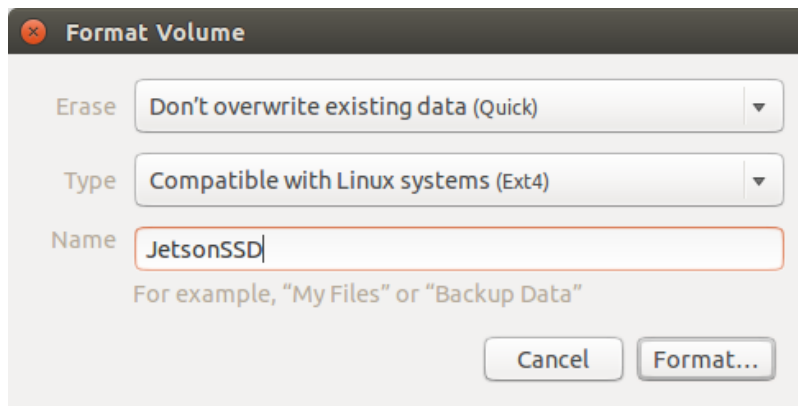 Format Volume
Erase Don't overwrite existing data (Quick)
Type Compatible with Linux systems (Ext4)
Name JetsonSSD
For example, “My Files” or “Backup Data”
Cancel Format...